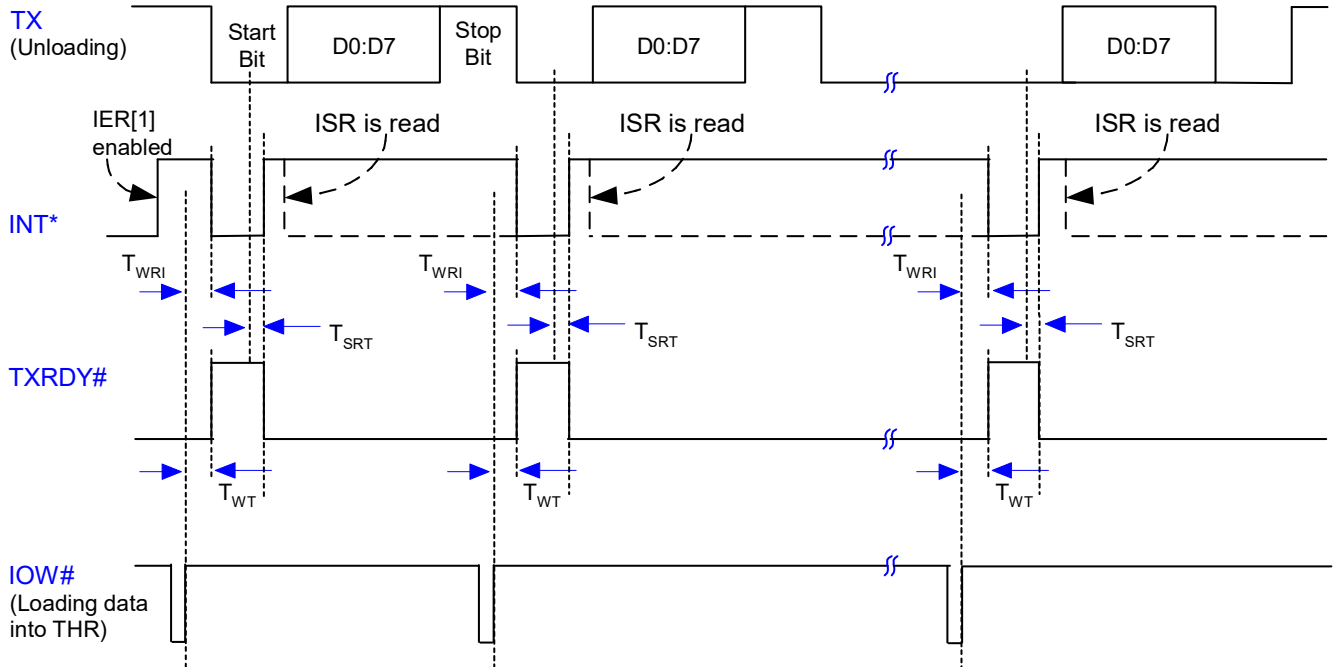 TX
(Unloading)
Start
Bit
D0:D7
Stop
Bit
D0:D7
D0:D7
IER[1]
enabled
ISR is read
ISR is read
ISR is read
INT*
TWRI
TWRI
TWRI
TSRT
TSRT
TSRT
TXRDY#
TWT
TWT
TWT
IOW#
(Loading data
into THR)